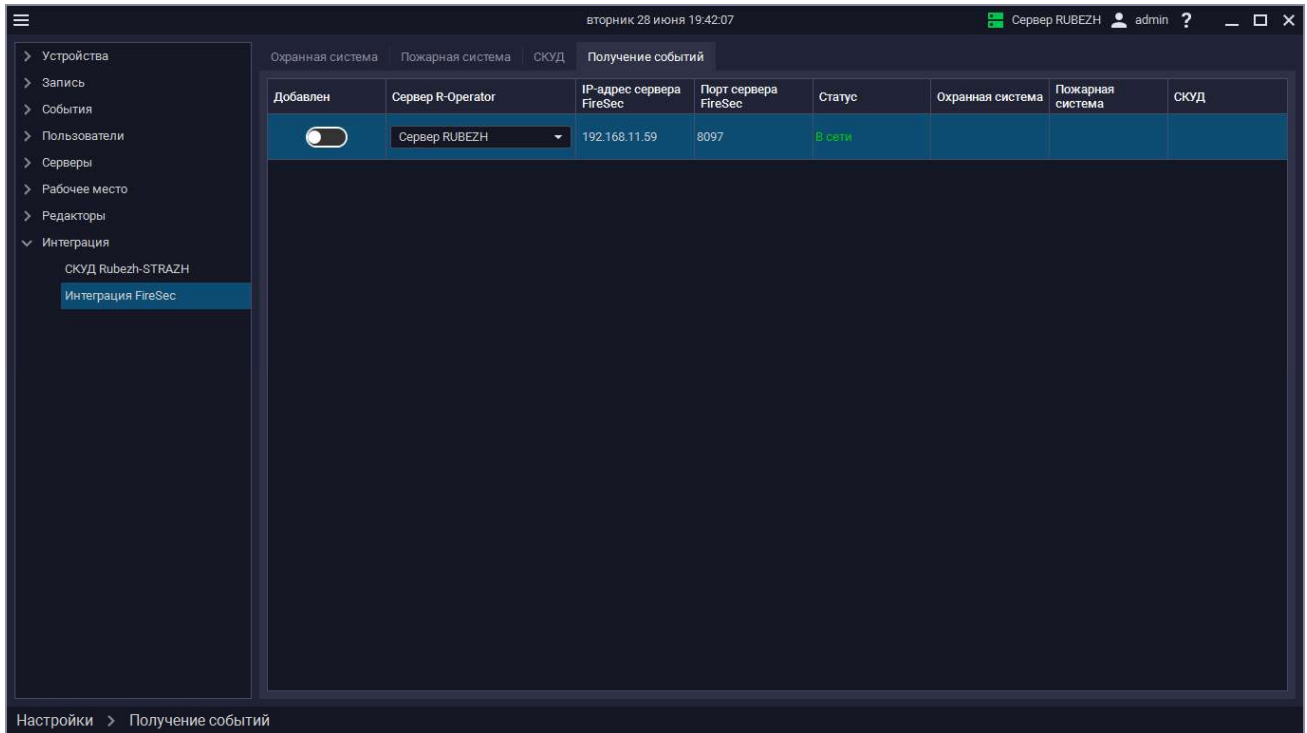 вторник 28 июня 19:42:07
Сервер RUBEZH admin ?
Устройства
Запись
События
Пользователи
Серверы
Рабочее место
Редакторы
Интеграция
СКУД Rubezh-STRAZH
Интеграция FireSec
Охранная система Пожарная система СКУД Получение событий
Добавлен Сервер R-Operator IP-адрес сервера FireSec Порт сервера FireSec Статус Охранная система Пожарная система СКУД
Сервер RUBEZH 192.168.11.59 8097 В сети
Настройки > Получение событий